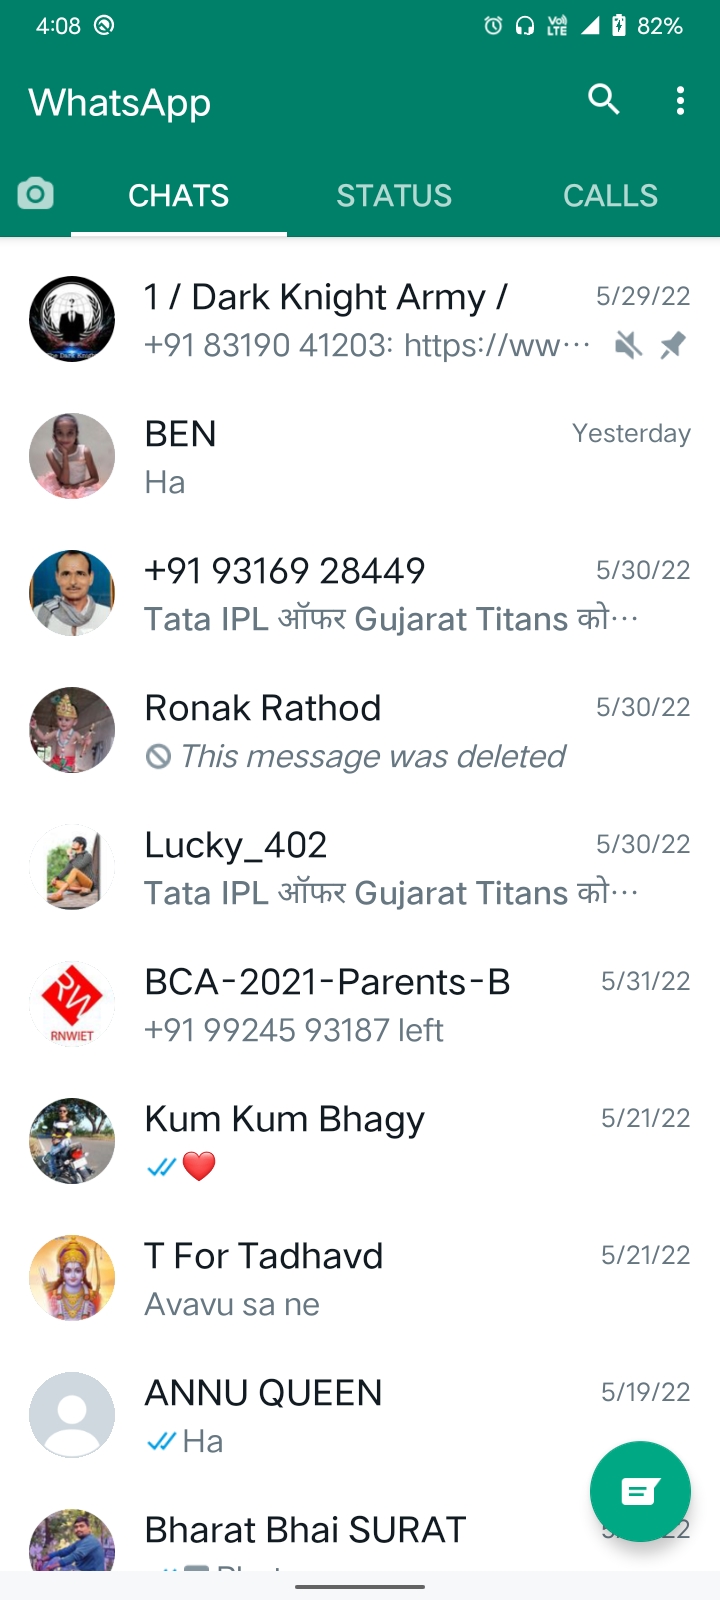 4:08
Vol LTE 82%
WhatsApp
CHATS STATUS CALLS
1 / Dark Knight Army / 5/29/22
+91 83190 41203: https://ww...
BEN Yesterday
Ha
+91 93169 28449 5/30/22
Tata IPL ऑफर Gujarat Titans को...
Ronak Rathod 5/30/22
This message was deleted
Lucky_402 5/30/22
Tata IPL ऑफर Gujarat Titans को...
RNWIET
BCA-2021-Parents-B 5/31/22
+91 99245 93187 left
Kum Kum Bhagy 5/21/22
❤️
T For Tadhavd 5/21/22
Avavu sa ne
ANNU QUEEN 5/19/22
Ha
Bharat Bhai SURAT